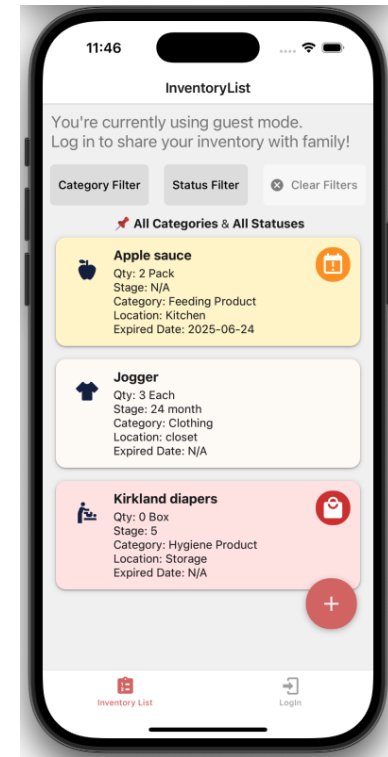 11:46
InventoryList
You're currently using guest mode.
Log in to share your inventory with family!
Category Filter
Status Filter
Clear Filters
📌 All Categories & All Statuses
Apple sauce
Qty: 2 Pack
Stage: N/A
Category: Feeding Product
Location: Kitchen
Expired Date: 2025-06-24
Jogger
Qty: 3 Each
Stage: 24 month
Category: Clothing
Location: closet
Expired Date: N/A
Kirkland diapers
Qty: 0 Box
Stage: 5
Category: Hygiene Product
Location: Storage
Expired Date: N/A
+
Inventory List
LogIn